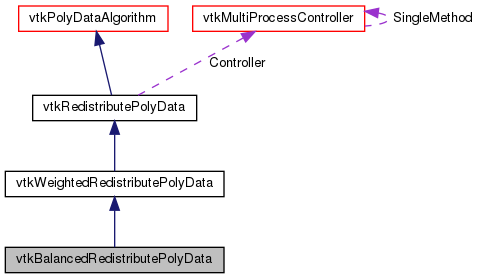 vtkPolyDataAlgorithm
vtkMultiProcessController
SingleMethod
Controller
vtkRedistributePolyData
vtkWeightedRedistributePolyData
vtkBalancedRedistributePolyData